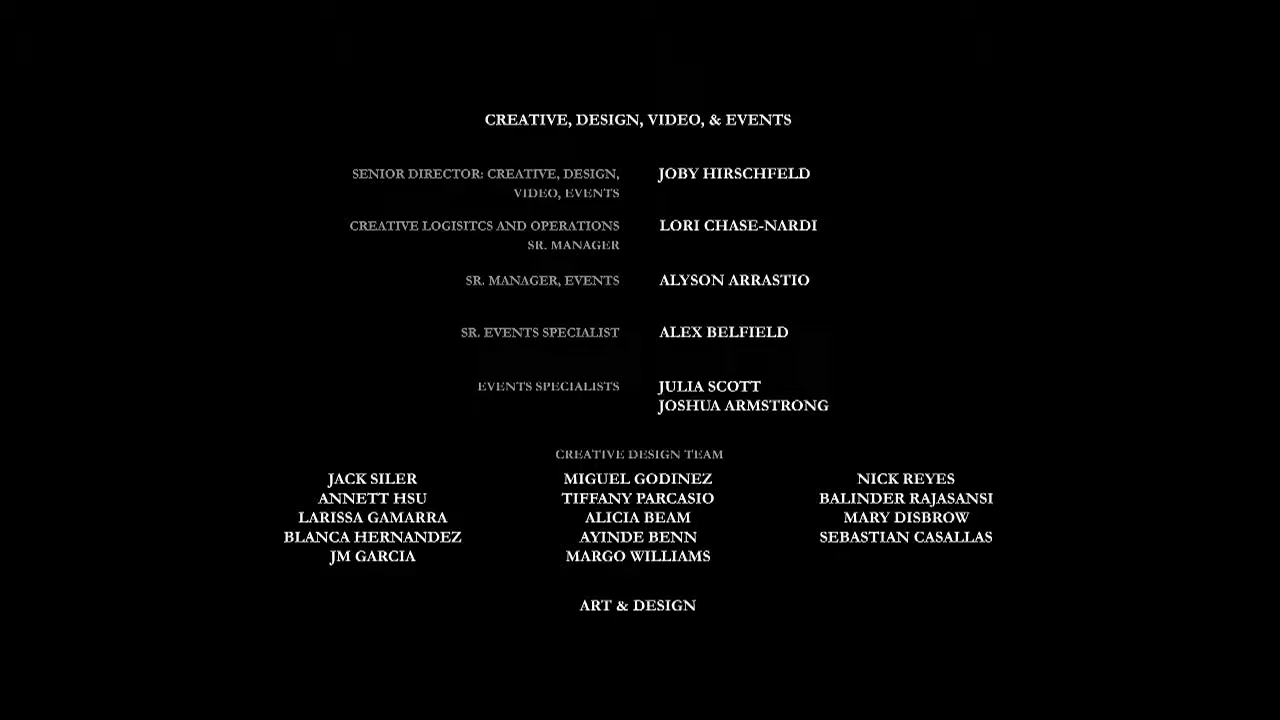 CREATIVE, DESIGN, VIDEO, & EVENTS
SENIOR DIRECTOR: CREATIVE, DESIGN, JOBY HIRSCHFELD
VIDEO, EVENTS
CREATIVE LOGISITCS AND OPERATIONS LORI CHASE-NARDI
SR. MANAGER
SR. MANAGER, EVENTS ALYSON ARRASTIO
SR. EVENTS SPECIALIST ALEX BELFIELD
EVENTS SPECIALISTS JULIA SCOTT
JOSHUA ARMSTRONG
CREATIVE DESIGN TEAM
JACK SILER MIGUEL GODINEZ NICK REYES
ANNETT HSU TIFFANY PARCASIO BALINDER RAJASANSI
LARISSA GAMARRA ALICIA BEAM MARY DISBROW
BLANCA HERNANDEZ AYINDE BENN SEBASTIAN CASALLAS
JM GARCIA MARGO WILLIAMS
ART & DESIGN